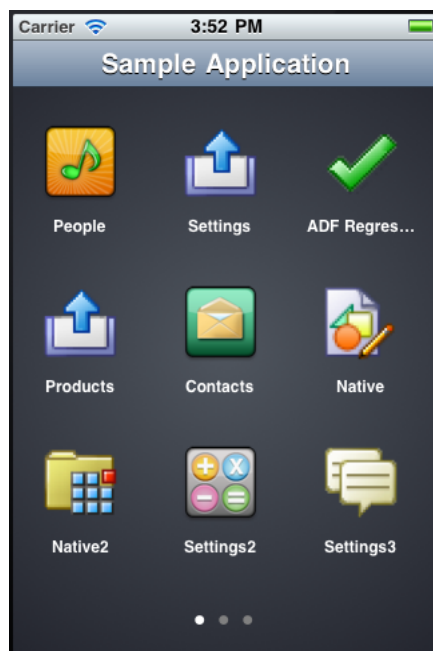 Carrier 3:52 PM
Sample Application
People Settings ADF Regres...
Products Contacts Native
Native2 Settings2 Settings3